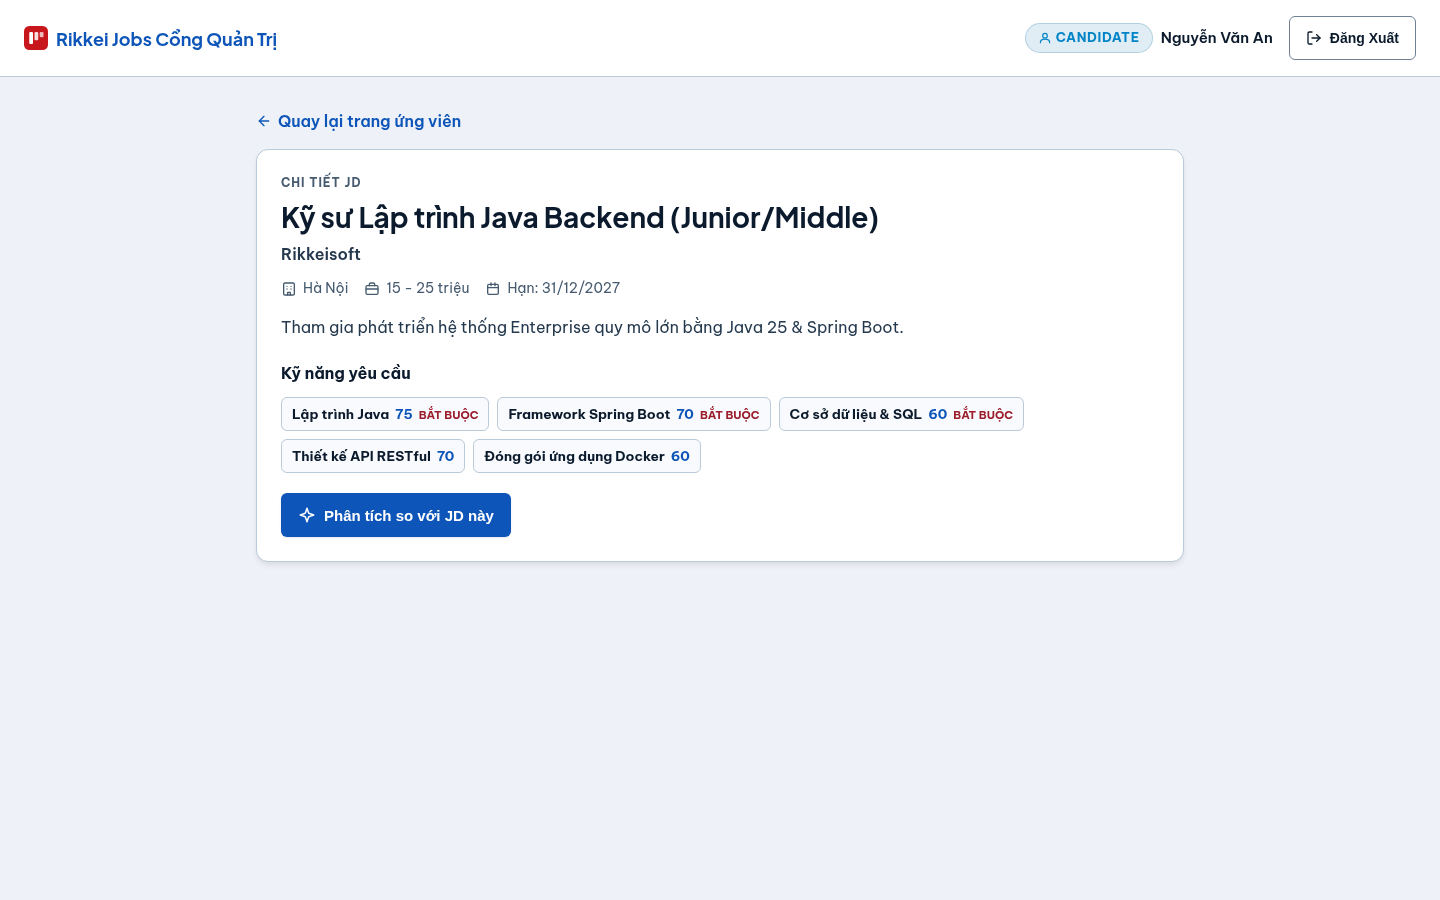 Rikkei Jobs Cổng Quản Trị
CANDIDATE Nguyễn Văn An Đăng Xuất
Quay lại trang ứng viên
CHI TIẾT JD
Kỹ sư Lập trình Java Backend (Junior/Middle)
Rikkeisoft
Hà Nội 15 - 25 triệu Hạn: 31/12/2027
Tham gia phát triển hệ thống Enterprise quy mô lớn bằng Java 25 & Spring Boot.
Kỹ năng yêu cầu
Lập trình Java 75 BẮT BUỘC Framework Spring Boot 70 BẮT BUỘC Cơ sở dữ liệu & SQL 60 BẮT BUỘC
Thiết kế API RESTful 70 Đóng gói ứng dụng Docker 60
Phân tích so với JD này